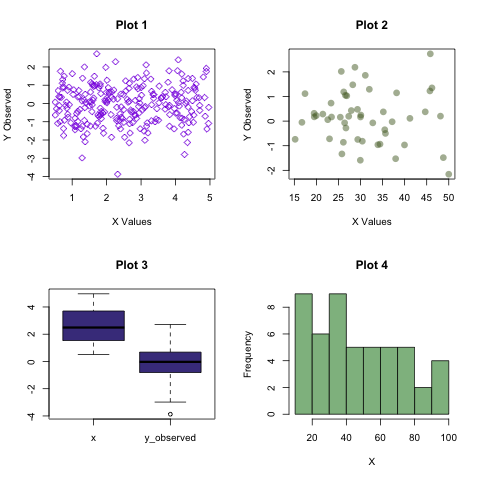 Plot 1
Y Observed
2
1
0
-1
-2
-3
-4
1 2 3 4 5
X Values
Plot 2
Y Observed
2
1
0
-1
-2
15 20 25 30 35 40 45 50
X Values
Plot 3
4
2
0
-2
-4
x y_observed
Plot 4
Frequency
8
6
4
2
0
20 40 60 80 100
X